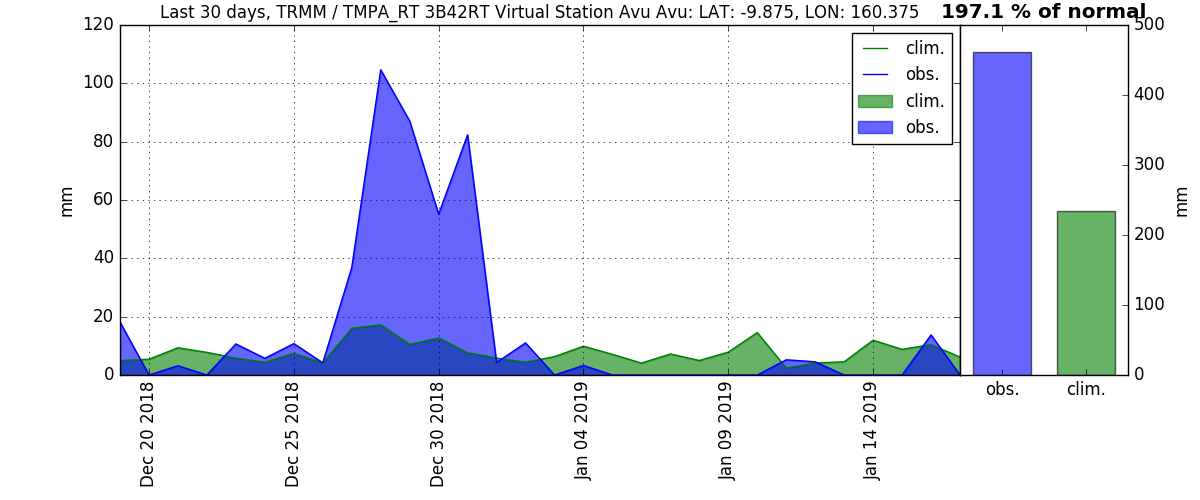 Last 30 days, TRMM / TMPA_RT 3B42RT Virtual Station Avu Avu: LAT: -9.875, LON: 160.375
197.1 % of normal
120
100
80
60
40
20
0
mm
clim.
obs.
clim.
obs.
Dec 20 2018
Dec 25 2018
Dec 30 2018
Jan 04 2019
Jan 09 2019
Jan 14 2019
500
400
300
200
100
0
mm
obs.
clim.